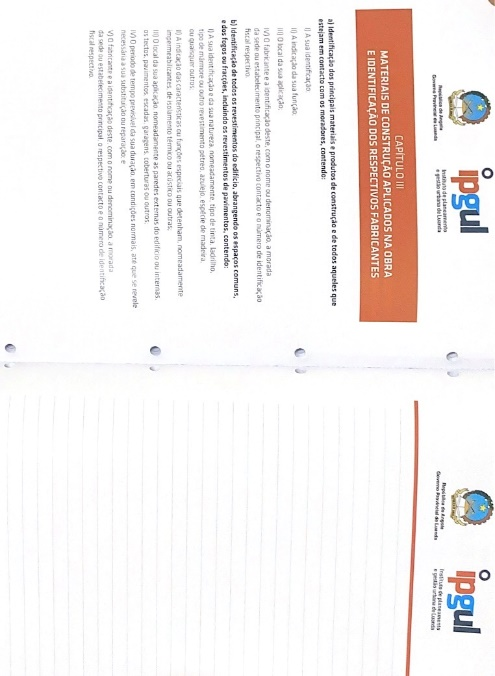 República de Angola
Governo Provincial de Luanda
ipgul
Instituto de planeamento
e gestão urbana de Luanda
CAPÍTULO III
MATERIAIS DE CONSTRUÇÃO APLICADOS NA OBRA
E IDENTIFICAÇÃO DOS RESPECTIVOS FABRICANTES
a) Identificação dos principais materiais e produtos de construção e de todos aqueles que
estejam em contacto com os moradores, contendo:
I) A sua identificação;
II) A indicação da sua função;
III) O local da sua aplicação;
IV) O fabricante e a identificação deste, com o nome ou denominação, a morada
da sede ou estabelecimento principal, o respectivo contacto e o número de identificação
fiscal respectivo.
b) Identificação de todos os revestimentos do edifício, abrangendo os espaços comuns,
e dos fogos ou fracções, incluindo os revestimentos de pavimentos, contendo:
I) A sua identificação e da sua natureza, nomeadamente, tipo de tinta, ladrilho,
tipo de mármore ou outro revestimento pétreo, azulejo, espécie de madeira
ou quaisquer outros;
II) A indicação das características ou funções especiais que detenham, nomeadamente
impermeabilizantes, de isolamento térmico ou acústico ou outras;
III) O local da sua aplicação, nomeadamente as paredes externas do edifício ou internas,
os tectos, pavimentos, escadas, garagens, coberturas ou outros;
IV) O período de tempo previsível da sua duração, em condições normais, até que se revele
necessária a sua substituição ou reparação; e
V) O fabricante e a identificação deste, com o nome ou denominação, a morada
da sede ou estabelecimento principal, o respectivo contacto e o número de identificação
fiscal respectivo.
República de Angola
Governo Provincial de Luanda
ipgul
Instituto de planeamento
e gestão urbana de Luanda